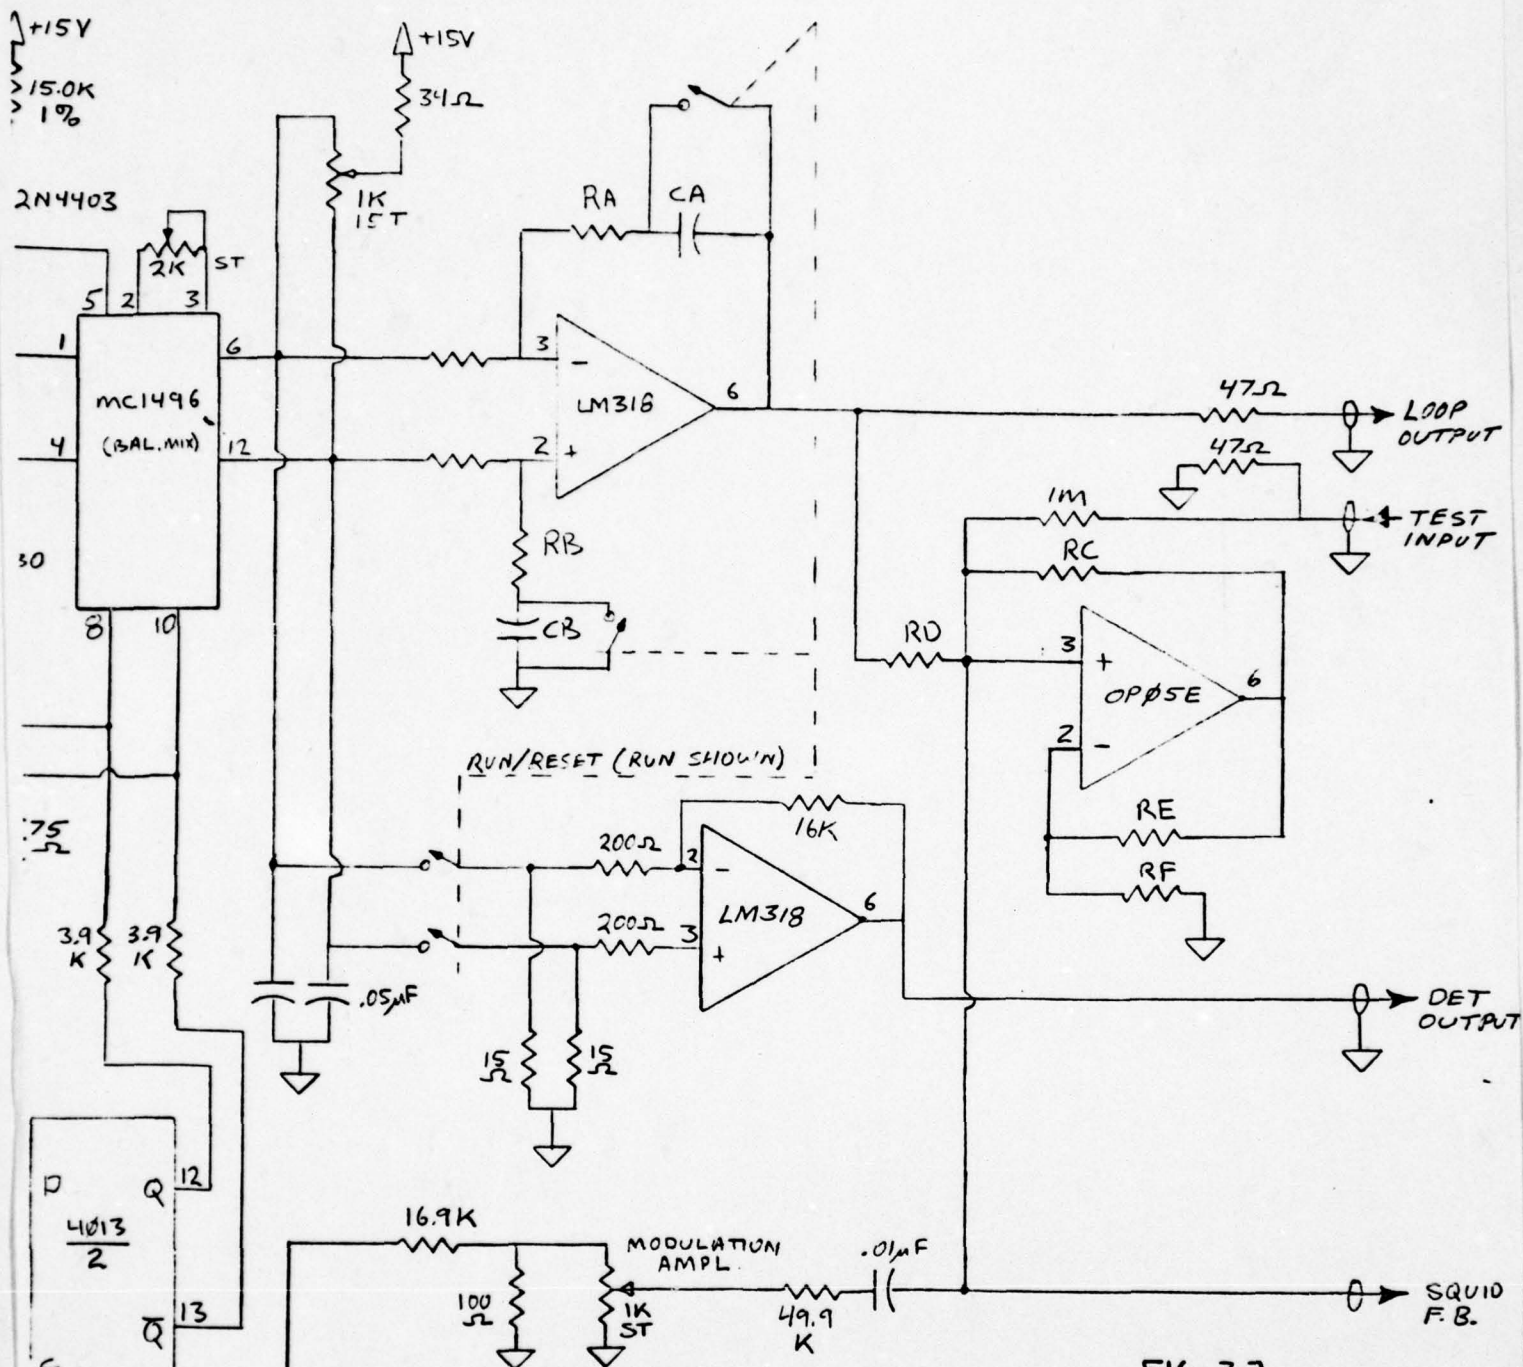 +15V
15.0K
1%
+15V
34Ω
2N4403
1K
15T
RA
CA
2K
ST
5
2
3
1
6
3
-
MC1496
(BAL.MIX)
LM318
6
4
12
2
+
47Ω
LOOP
OUTPUT
47Ω
1M
TEST
INPUT
30
RB
RC
8
10
CB
RD
3
+
OPØ5E
6
2
-
RUN/RESET (RUN SHOWN)
RE
RF
.75
Ω
16K
200Ω
2
-
LM318
6
200Ω
3
+
3.9
K
3.9
K
.05µF
DET
OUTPUT
15
Ω
15
Ω
D
Q
12
4Ø13
2
Q̅
13
16.9K
MODULATION
AMPL.
.01µF
100
Ω
1K
ST
49.9
K
SQUID
F.B.